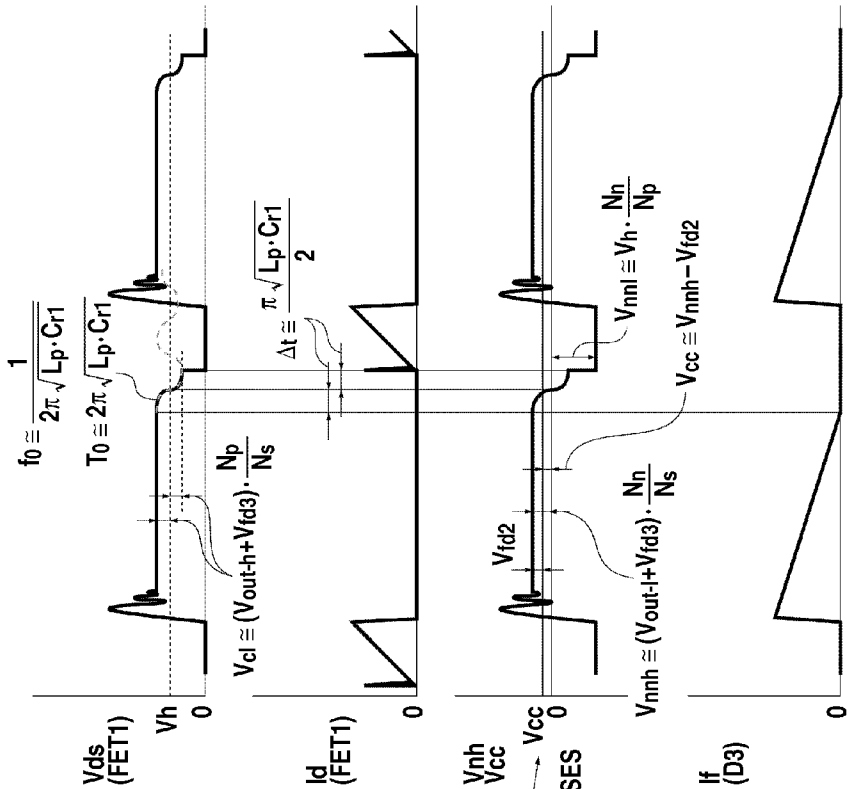 f0 ≅ 1 / 2π√Lp·Cr1
T0 ≅ 2π√Lp·Cr1
Vds
(FET1)
Vh
0
Vcl ≅ (Vout-h+Vfd3) · Np / Ns
Δt ≅ π√Lp·Cr1 / 2
Id
(FET1)
0
Vnh
Vcc
Vcc
0
SES
Vfd2
Vnnh ≅ (Vout-l+Vfd3) · Nn / Ns
Vnnl ≅ Vh · Nn / Np
Vcc ≅ Vnnh − Vfd2
If
(D3)
0